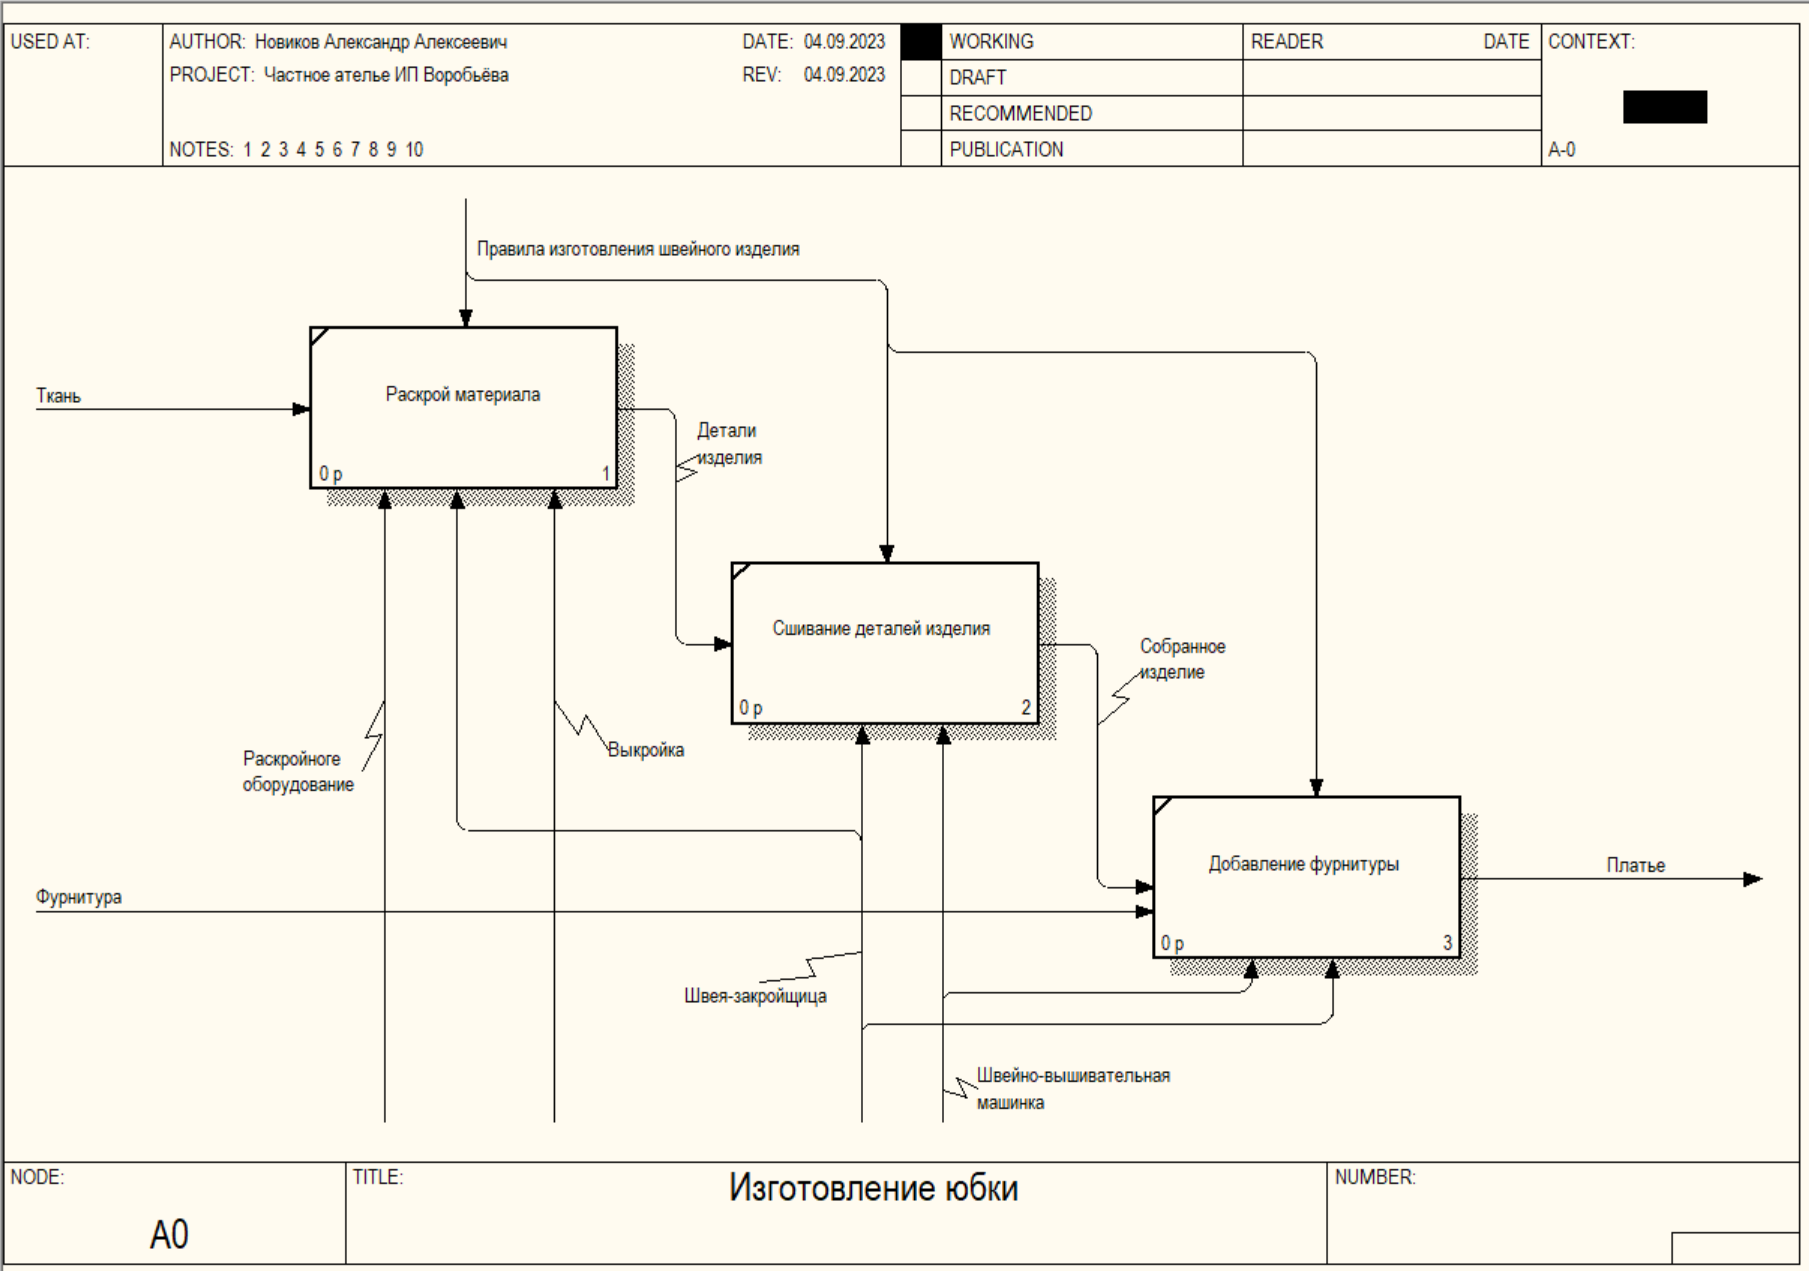 USED AT:
AUTHOR: Новиков Александр Алексеевич
DATE: 04.09.2023
PROJECT: Частное ателье ИП Воробьёва
REV: 04.09.2023
NOTES: 1 2 3 4 5 6 7 8 9 10
WORKING
DRAFT
RECOMMENDED
PUBLICATION
READER
DATE
CONTEXT:
A-0
Правила изготовления швейного изделия
Ткань
Раскрой материала
0 р
1
Детали
изделия
Сшивание деталей изделия
0 р
2
Собранное
изделие
Раскройноге
оборудование
Выкройка
Добавление фурнитуры
0 р
3
Платье
Фурнитура
Швея-закройщица
Швейно-вышивательная
машинка
NODE:
A0
TITLE:
Изготовление юбки
NUMBER: